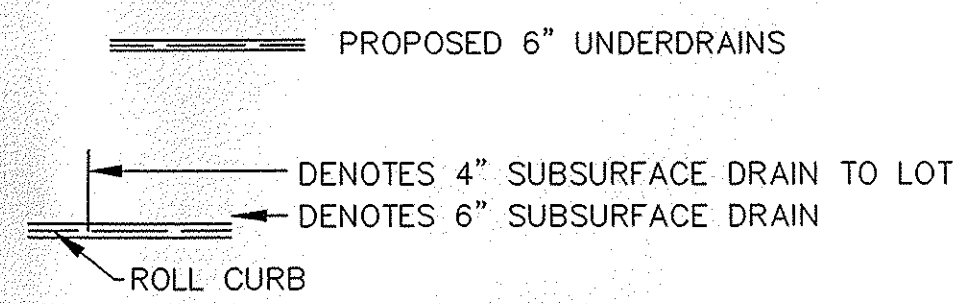 PROPOSED 6" UNDERDRAINS
DENOTES 4" SUBSURFACE DRAIN TO LOT
DENOTES 6" SUBSURFACE DRAIN
ROLL CURB